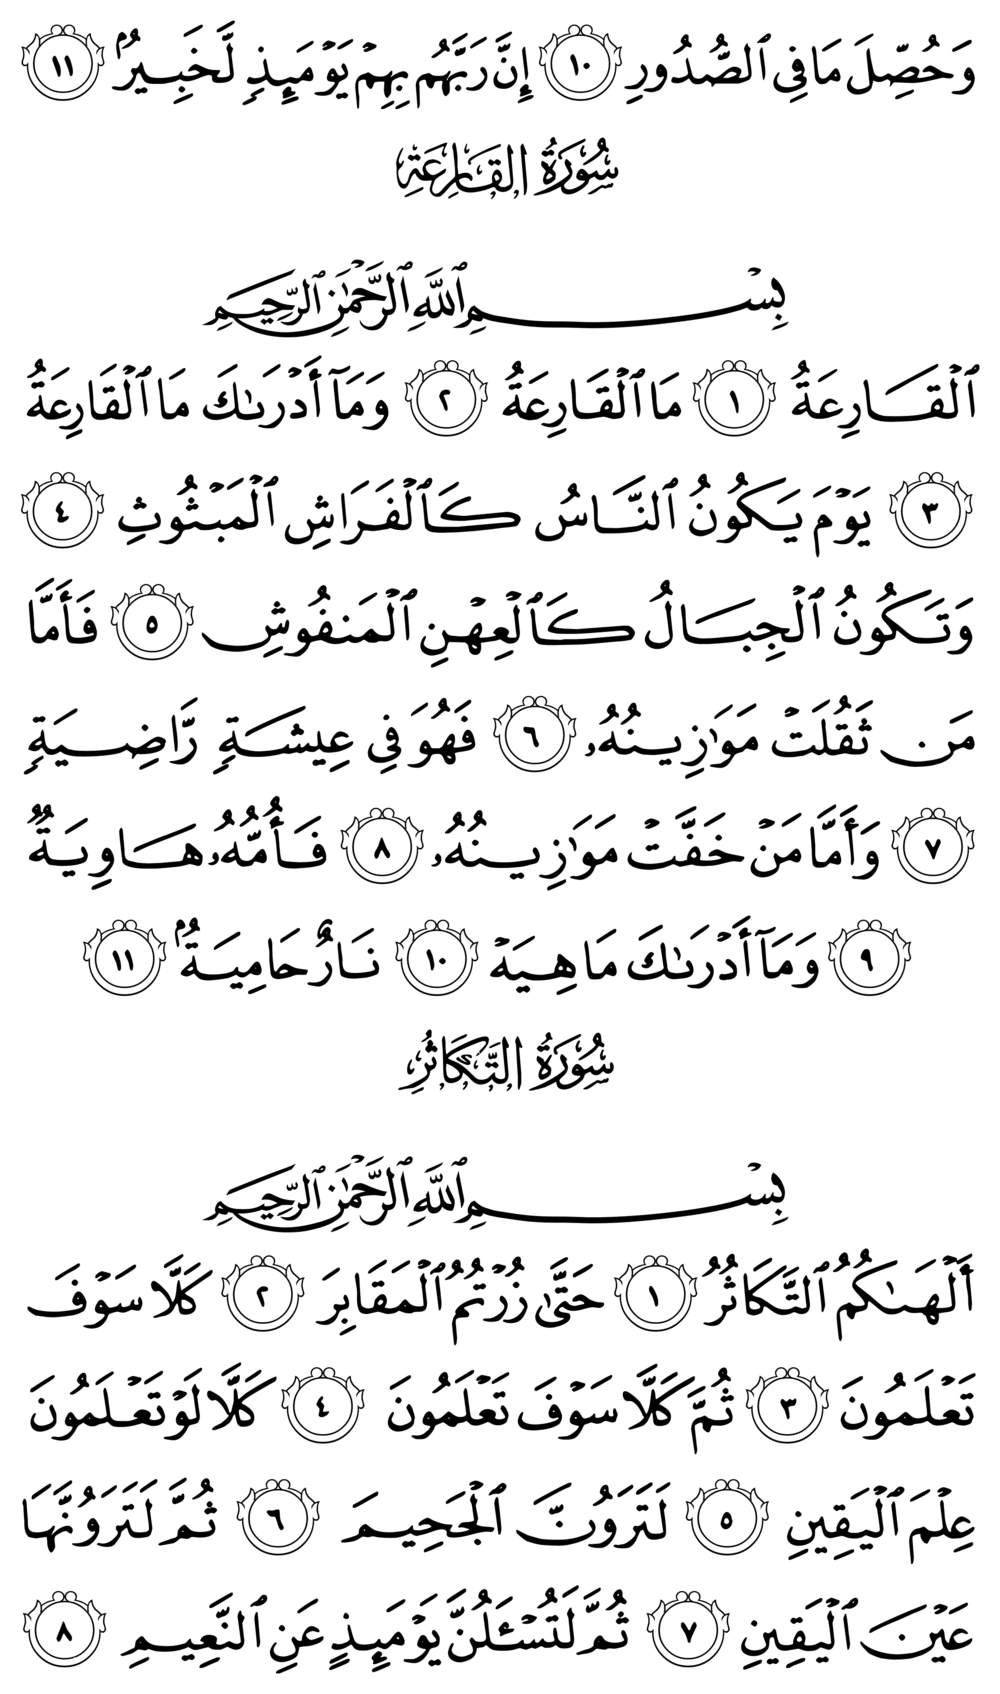 وَحُصِّلَ مَا فِي ٱلصُّدُورِ ١٠ إِنَّ رَبَّهُم بِهِمۡ يَوۡمَئِذٖ لَّخَبِيرُۢ ١١
سُورَةُ القَارِعَةِ
بِسۡمِ ٱللَّهِ ٱلرَّحۡمَٰنِ ٱلرَّحِيمِ
ٱلۡقَارِعَةُ ١ مَا ٱلۡقَارِعَةُ ٢ وَمَآ أَدۡرَىٰكَ مَا ٱلۡقَارِعَةُ
٣ يَوۡمَ يَكُونُ ٱلنَّاسُ كَٱلۡفَرَاشِ ٱلۡمَبۡثُوثِ ٤
وَتَكُونُ ٱلۡجِبَالُ كَٱلۡعِهۡنِ ٱلۡمَنفُوشِ ٥ فَأَمَّا
مَن ثَقُلَتۡ مَوَٰزِينُهُۥ ٦ فَهُوَ فِي عِيشَةٖ رَّاضِيَةٖ
٧ وَأَمَّا مَنۡ خَفَّتۡ مَوَٰزِينُهُۥ ٨ فَأُمُّهُۥ هَاوِيَةٞ
٩ وَمَآ أَدۡرَىٰكَ مَا هِيَهۡ ١٠ نَارٌ حَامِيَةُۢ ١١
سُورَةُ التَّكَاثُرِ
بِسۡمِ ٱللَّهِ ٱلرَّحۡمَٰنِ ٱلرَّحِيمِ
أَلۡهَىٰكُمُ ٱلتَّكَاثُرُ ١ حَتَّىٰ زُرۡتُمُ ٱلۡمَقَابِرَ ٢ كَلَّا سَوۡفَ
تَعۡلَمُونَ ٣ ثُمَّ كَلَّا سَوۡفَ تَعۡلَمُونَ ٤ كَلَّا لَوۡ تَعۡلَمُونَ
عِلۡمَ ٱلۡيَقِينِ ٥ لَتَرَوُنَّ ٱلۡجَحِيمَ ٦ ثُمَّ لَتَرَوُنَّهَا
عَيۡنَ ٱلۡيَقِينِ ٧ ثُمَّ لَتُسۡـَٔلُنَّ يَوۡمَئِذٍ عَنِ ٱلنَّعِيمِ ٨